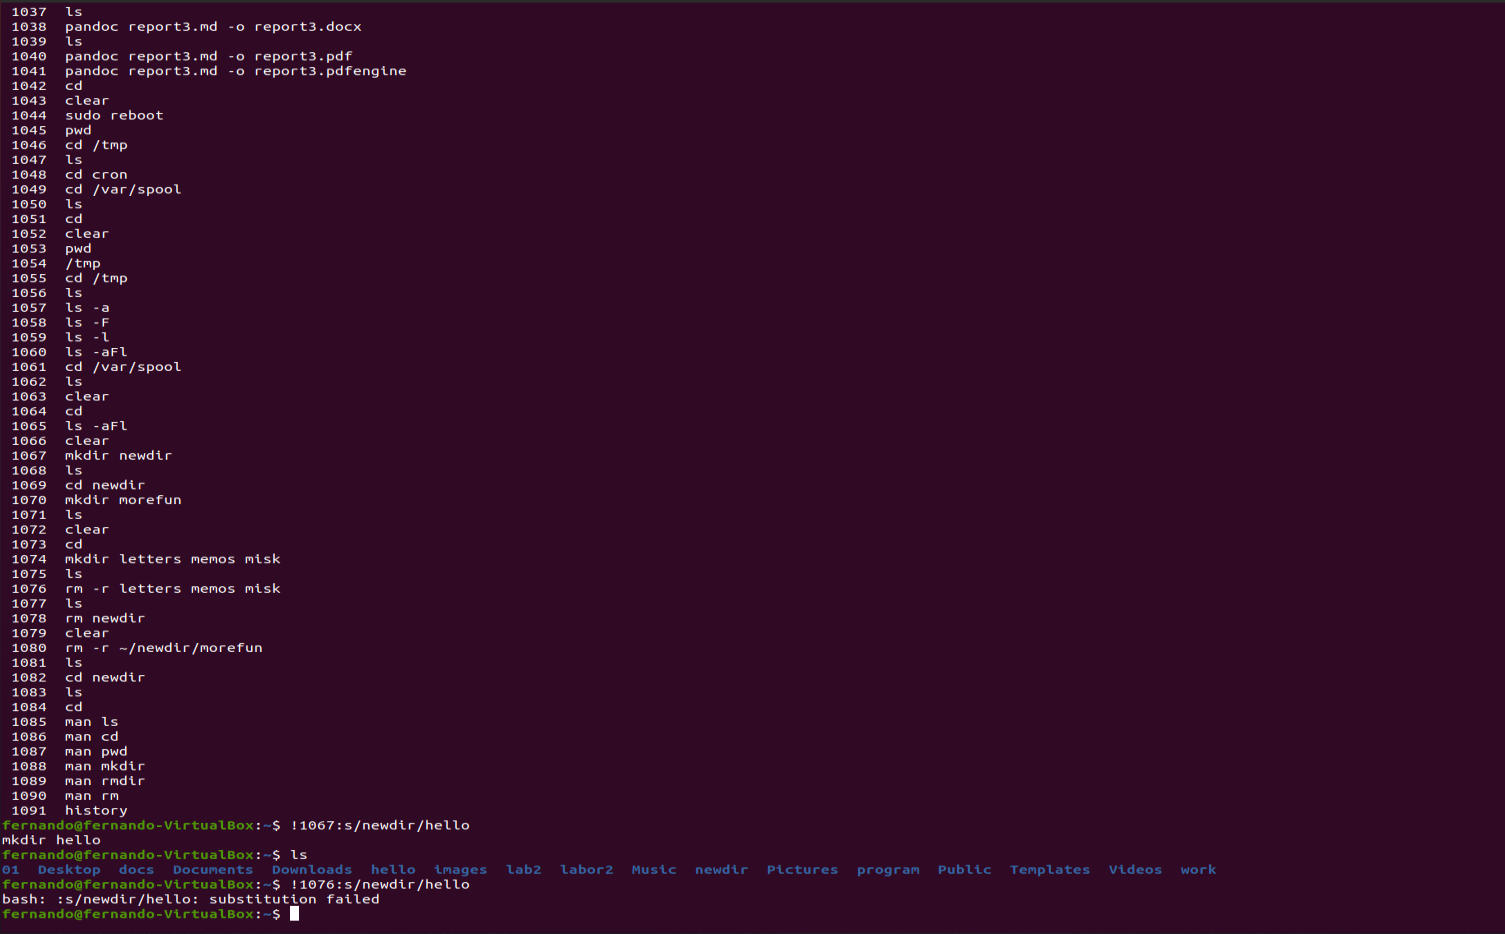 1037  ls
1038  pandoc report3.md -o report3.docx
1039  ls
1040  pandoc report3.md -o report3.pdf
1041  pandoc report3.md -o report3.pdfengine
1042  cd
1043  clear
1044  sudo reboot
1045  pwd
1046  cd /tmp
1047  ls
1048  cd cron
1049  cd /var/spool
1050  ls
1051  cd
1052  clear
1053  pwd
1054  /tmp
1055  cd /tmp
1056  ls
1057  ls -a
1058  ls -F
1059  ls -l
1060  ls -aFl
1061  cd /var/spool
1062  ls
1063  clear
1064  cd
1065  ls -aFl
1066  clear
1067  mkdir newdir
1068  ls
1069  cd newdir
1070  mkdir morefun
1071  ls
1072  clear
1073  cd
1074  mkdir letters memos misk
1075  ls
1076  rm -r letters memos misk
1077  ls
1078  rm newdir
1079  clear
1080  rm -r ~/newdir/morefun
1081  ls
1082  cd newdir
1083  ls
1084  cd
1085  man ls
1086  man cd
1087  man pwd
1088  man mkdir
1089  man rmdir
1090  man rm
1091  history
fernando@fernando-VirtualBox:~$ !1067:s/newdir/hello
mkdir hello
fernando@fernando-VirtualBox:~$ ls
01  Desktop  docs  Documents  Downloads  hello  images  lab2  labor2  Music  newdir  Pictures  program  Public  Templates  Videos  work
fernando@fernando-VirtualBox:~$ !1076:s/newdir/hello
bash: :s/newdir/hello: substitution failed
fernando@fernando-VirtualBox:~$